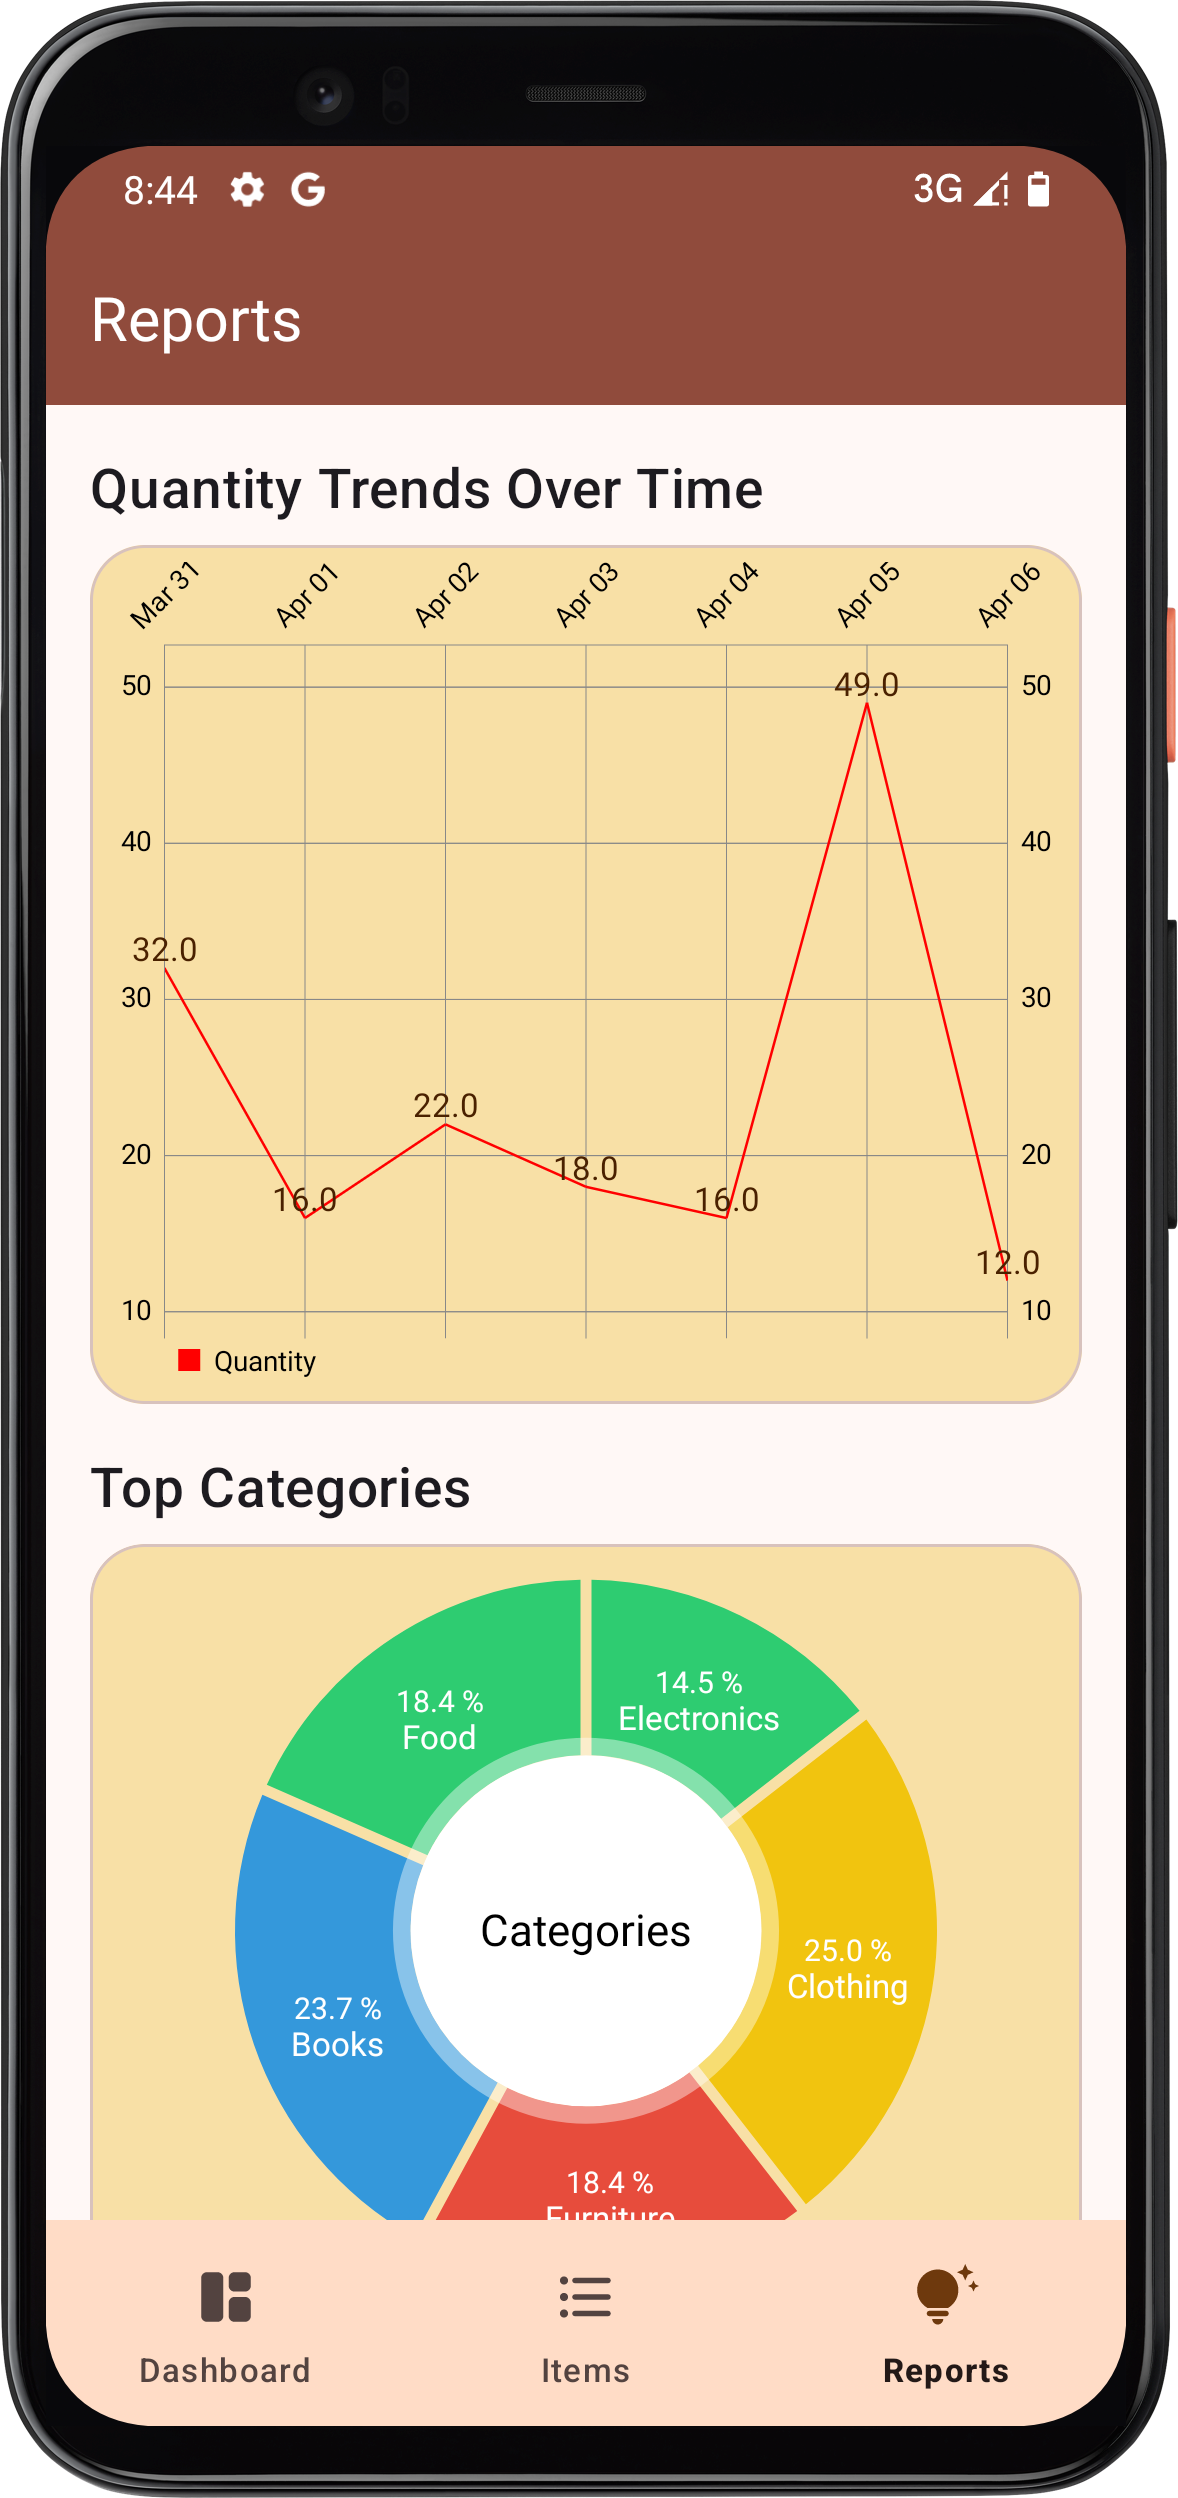 8:44 G 3G
Reports
Quantity Trends Over Time
Mar 31 Apr 01 Apr 02 Apr 03 Apr 04 Apr 05 Apr 06
50 49.0 50
40 40
32.0
30 30
22.0
20 18.0 20
16.0 16.0
12.0
10 10
Quantity
Top Categories
14.5 %
Electronics
18.4 %
Food
Categories
25.0 %
Clothing
23.7 %
Books
18.4 %
Furniture
Dashboard Items Reports